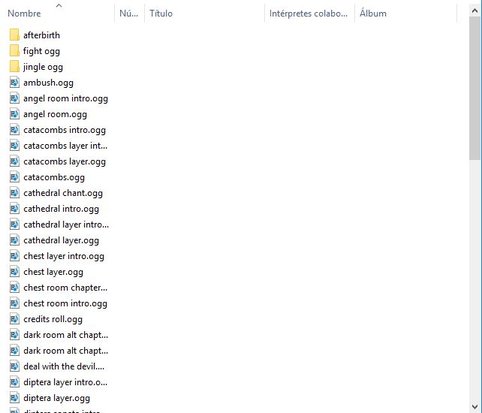 Nombre Nú... Título Intérpretes colabo... Álbum
afterbirth
fight ogg
jingle ogg
ambush.ogg
angel room intro.ogg
angel room.ogg
catacombs intro.ogg
catacombs layer int...
catacombs layer.ogg
catacombs.ogg
cathedral chant.ogg
cathedral intro.ogg
cathedral layer intro...
cathedral layer.ogg
chest layer intro.ogg
chest layer.ogg
chest room chapter...
chest room intro.ogg
credits roll.ogg
dark room alt chapt...
dark room alt chapt...
deal with the devil....
diptera layer intro.o...
diptera layer.ogg